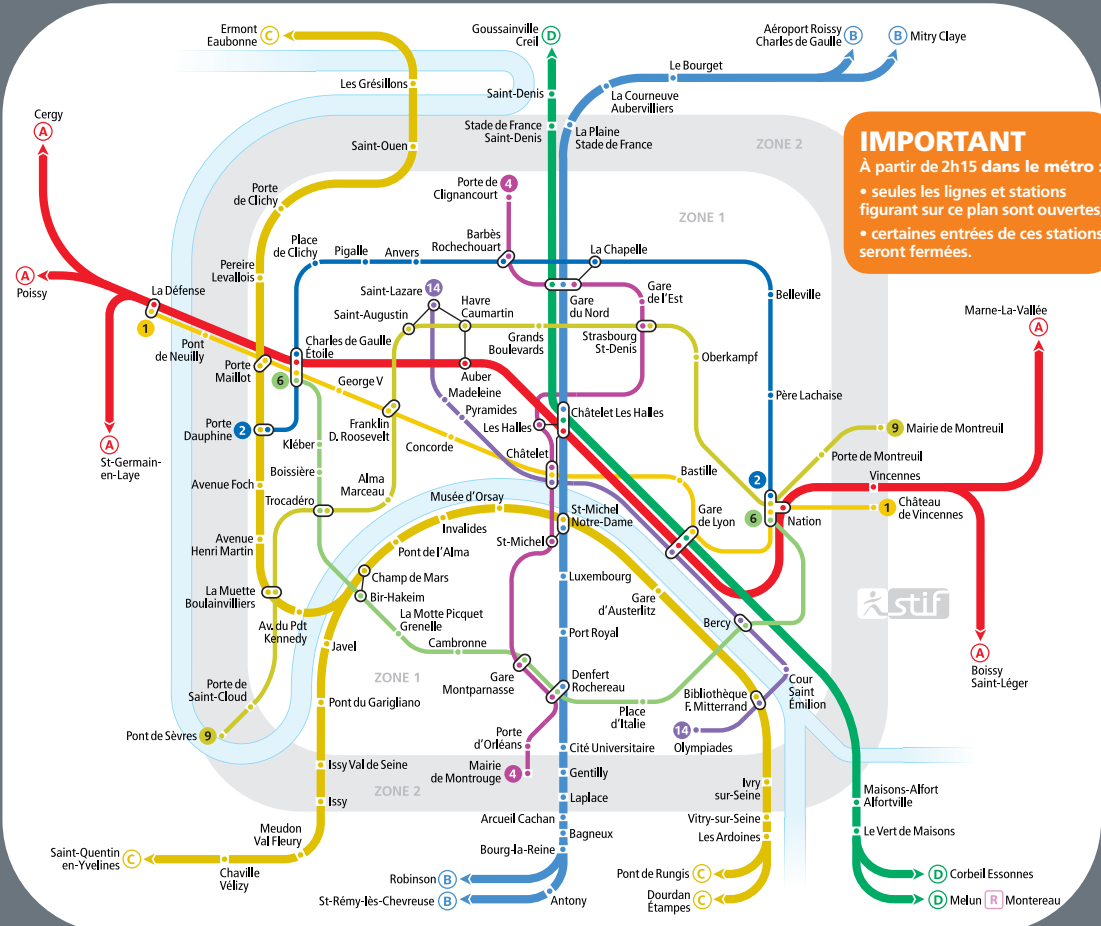 Ermont
Eaubonne
C
Goussainville
Creil
D
Aéroport Roissy
Charles de Gaulle
B
B
Mitry Claye
Le Bourget
Les Grésillons
Saint-Denis
La Courneuve
Aubervilliers
Cergy
A
Stade de France
Saint-Denis
La Plaine
Stade de France
Saint-Ouen
ZONE 2
IMPORTANT
À partir de 2h15 dans le métro :
• seules les lignes et stations
figurant sur ce plan sont ouvertes
• certaines entrées de ces stations
seront fermées.
Porte
de Clichy
Porte de
Clignancourt
4
ZONE 1
Place
de Clichy
Pigalle
Anvers
Barbès
Rochechouart
La Chapelle
Pereire
Levallois
A
Poissy
La Défense
1
Saint-Lazare
14
Gare
de l'Est
Belleville
Saint-Augustin
Havre
Caumartin
Gare
du Nord
Marne-La-Vallée
A
Pont
de Neuilly
Charles de Gaulle
Étoile
Grands
Boulevards
Strasbourg
St-Denis
Oberkampf
Porte
Maillot
6
George V
Auber
Madeleine
Père Lachaise
Porte
Dauphine
2
Franklin
D. Roosevelt
Pyramides
Les Halles
Châtelet Les Halles
9
Mairie de Montreuil
A
St-Germain-
en-Laye
Kléber
Concorde
Châtelet
Porte de Montreuil
Boissière
Bastille
2
Vincennes
Avenue Foch
Trocadéro
Alma
Marceau
Musée d'Orsay
St-Michel
Notre-Dame
Gare
de Lyon
6
Nation
1
Château
de Vincennes
Invalides
Avenue
Henri Martin
Pont de l'Alma
St-Michel
Champ de Mars
Luxembourg
La Muette
Boulainvilliers
Bir-Hakeim
Gare
d'Austerlitz
stif
Av. du Pdt
Kennedy
La Motte Picquet
Grenelle
Bercy
Javel
Cambronne
Port Royal
A
Boissy
Saint-Léger
ZONE 1
Gare
Montparnasse
Denfert
Rochereau
Cour
Saint
Émilion
Porte de
Saint-Cloud
Pont du Garigliano
Bibliothèque
F. Mitterrand
Place
d'Italie
Pont de Sèvres
9
Porte
d'Orléans
14
Olympiades
Cité Universitaire
Issy Val de Seine
Mairie
de Montrouge
4
Gentilly
Ivry
sur-Seine
ZONE 2
Issy
Laplace
Maisons-Alfort
Alfortville
Arcueil Cachan
Vitry-sur-Seine
Meudon
Val Fleury
Bagneux
Les Ardoines
Le Vert de Maisons
Bourg-la-Reine
Saint-Quentin
en-Yvelines
C
Chaville
Vélizy
Robinson
B
Pont de Rungis
C
D
Corbeil Essonnes
St-Rémy-lès-Chevreuse
B
Antony
Dourdan
Étampes
C
D
Melun
R
Montereau